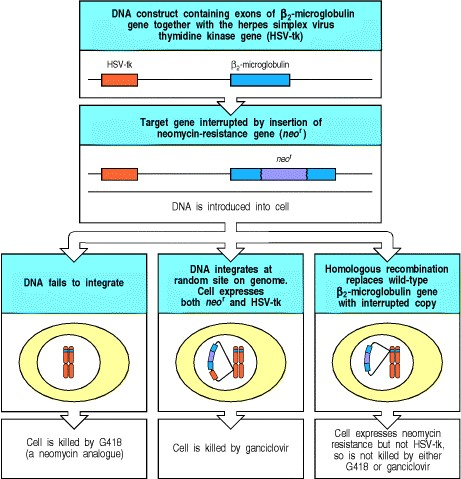 DNA construct containing exons of β₂-microglobulin
gene together with the herpes simplex virus
thymidine kinase gene (HSV-tk)
HSV-tk
β₂-microglobulin
Target gene interrupted by insertion of
neomycin-resistance gene (neoʳ)
neoʳ
DNA is introduced into cell
DNA fails to integrate
Cell is killed by G418
(a neomycin analogue)
DNA integrates at
random site on genome.
Cell expresses
both neoʳ and HSV-tk
Cell is killed by ganciclovir
Homologous recombination
replaces wild-type
β₂-microglobulin gene
with interrupted copy
Cell expresses neomycin
resistance but not HSV-tk,
so is not killed by either
G418 or ganciclovir